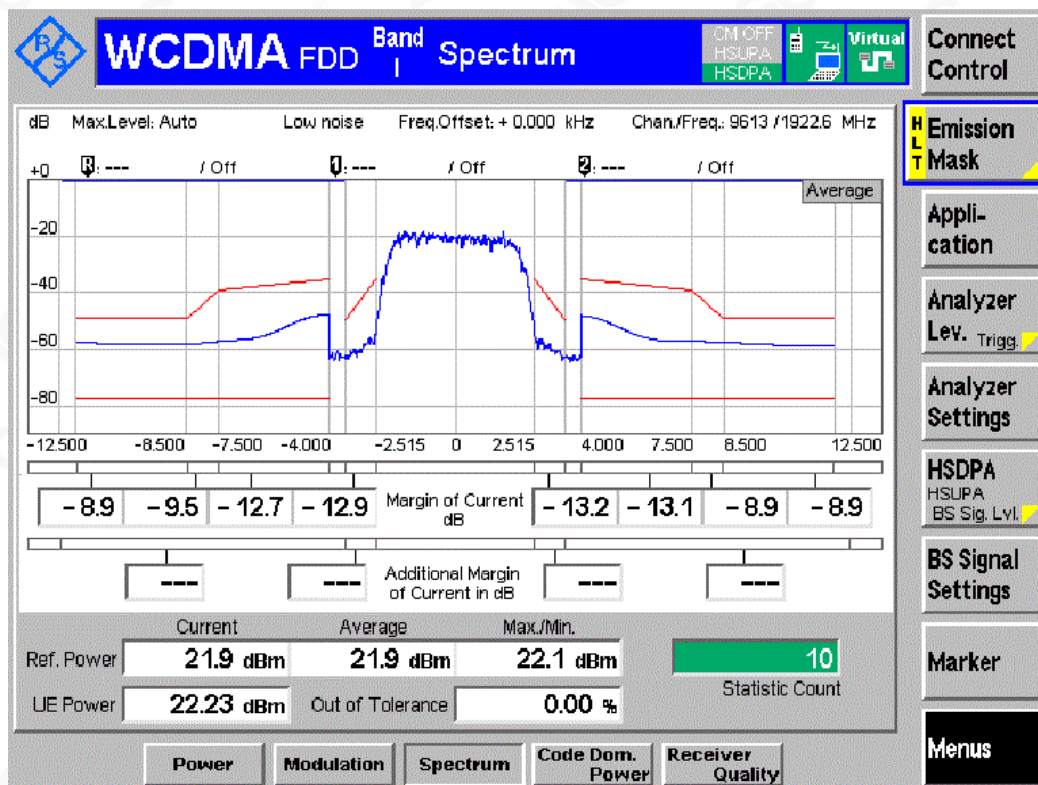 R/S
WCDMA FDD Band I Spectrum
CM OFF
HSUPA
HSDPA
Virtual
Connect Control
dB Max.Level: Auto Low noise Freq.Offset: + 0.000 kHz Chan./Freq.: 9613 / 1922.6 MHz
HLT
Emission Mask
+0 R: --- / Off 1: --- / Off 2: --- / Off
Average
Appli-
cation
-20
-40
-60
-80
Analyzer
Lev. Trigg.
Analyzer
Settings
-12.500 -8.500 -7.500 -4.000 -2.515 0 2.515 4.000 7.500 8.500 12.500
-8.9 -9.5 -12.7 -12.9 Margin of Current dB -13.2 -13.1 -8.9 -8.9
HSDPA
HSUPA
BS Sig. Lvl.
--- --- Additional Margin of Current in dB --- ---
BS Signal
Settings
Current Average Max./Min.
Ref. Power 21.9 dBm 21.9 dBm 22.1 dBm 10
Statistic Count
UE Power 22.23 dBm Out of Tolerance 0.00 %
Marker
Menus
Power Modulation Spectrum Code Dom. Power Receiver Quality